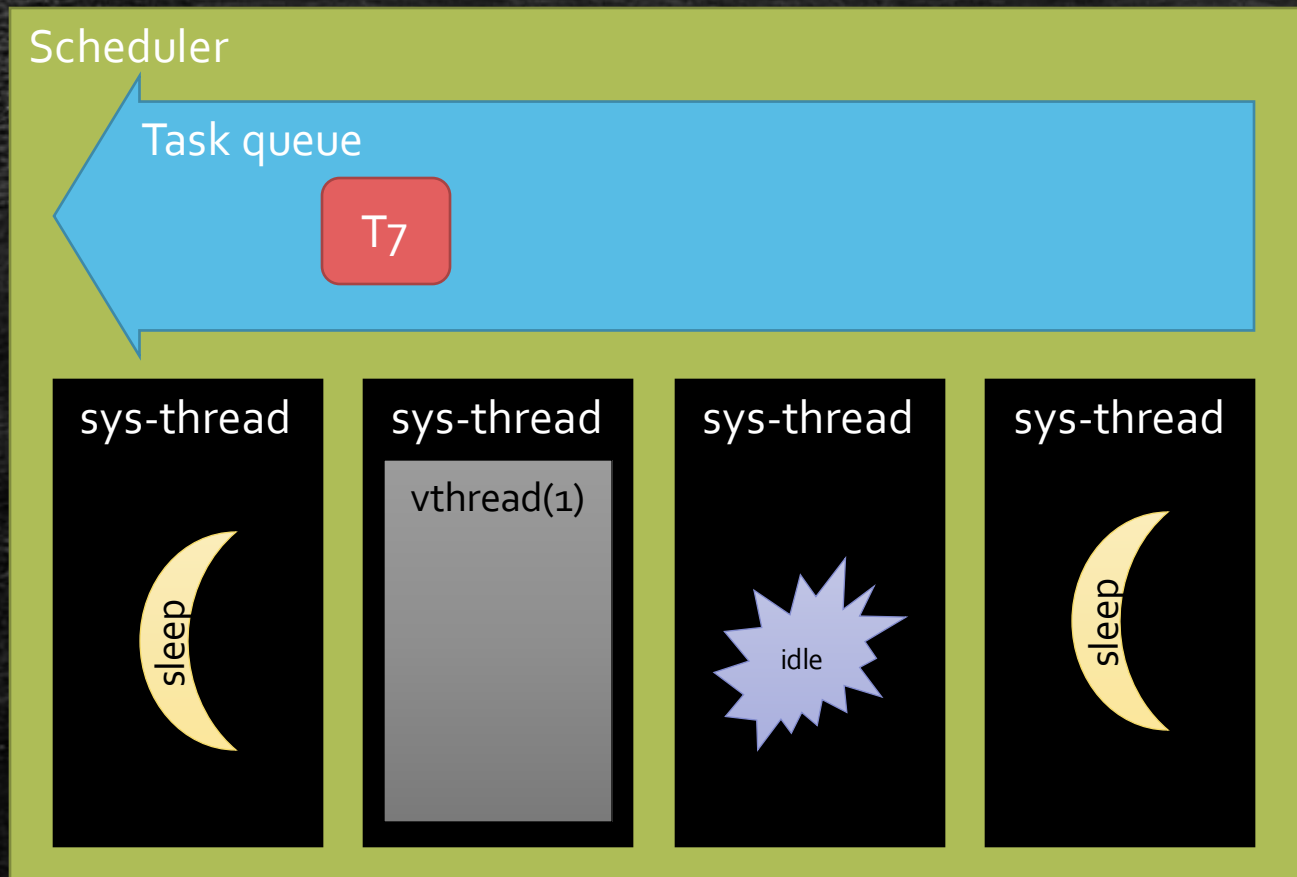 Scheduler
Task queue
T7
sys-thread
sys-thread
sys-thread
sys-thread
vthread(1)
sleep
idle
sleep